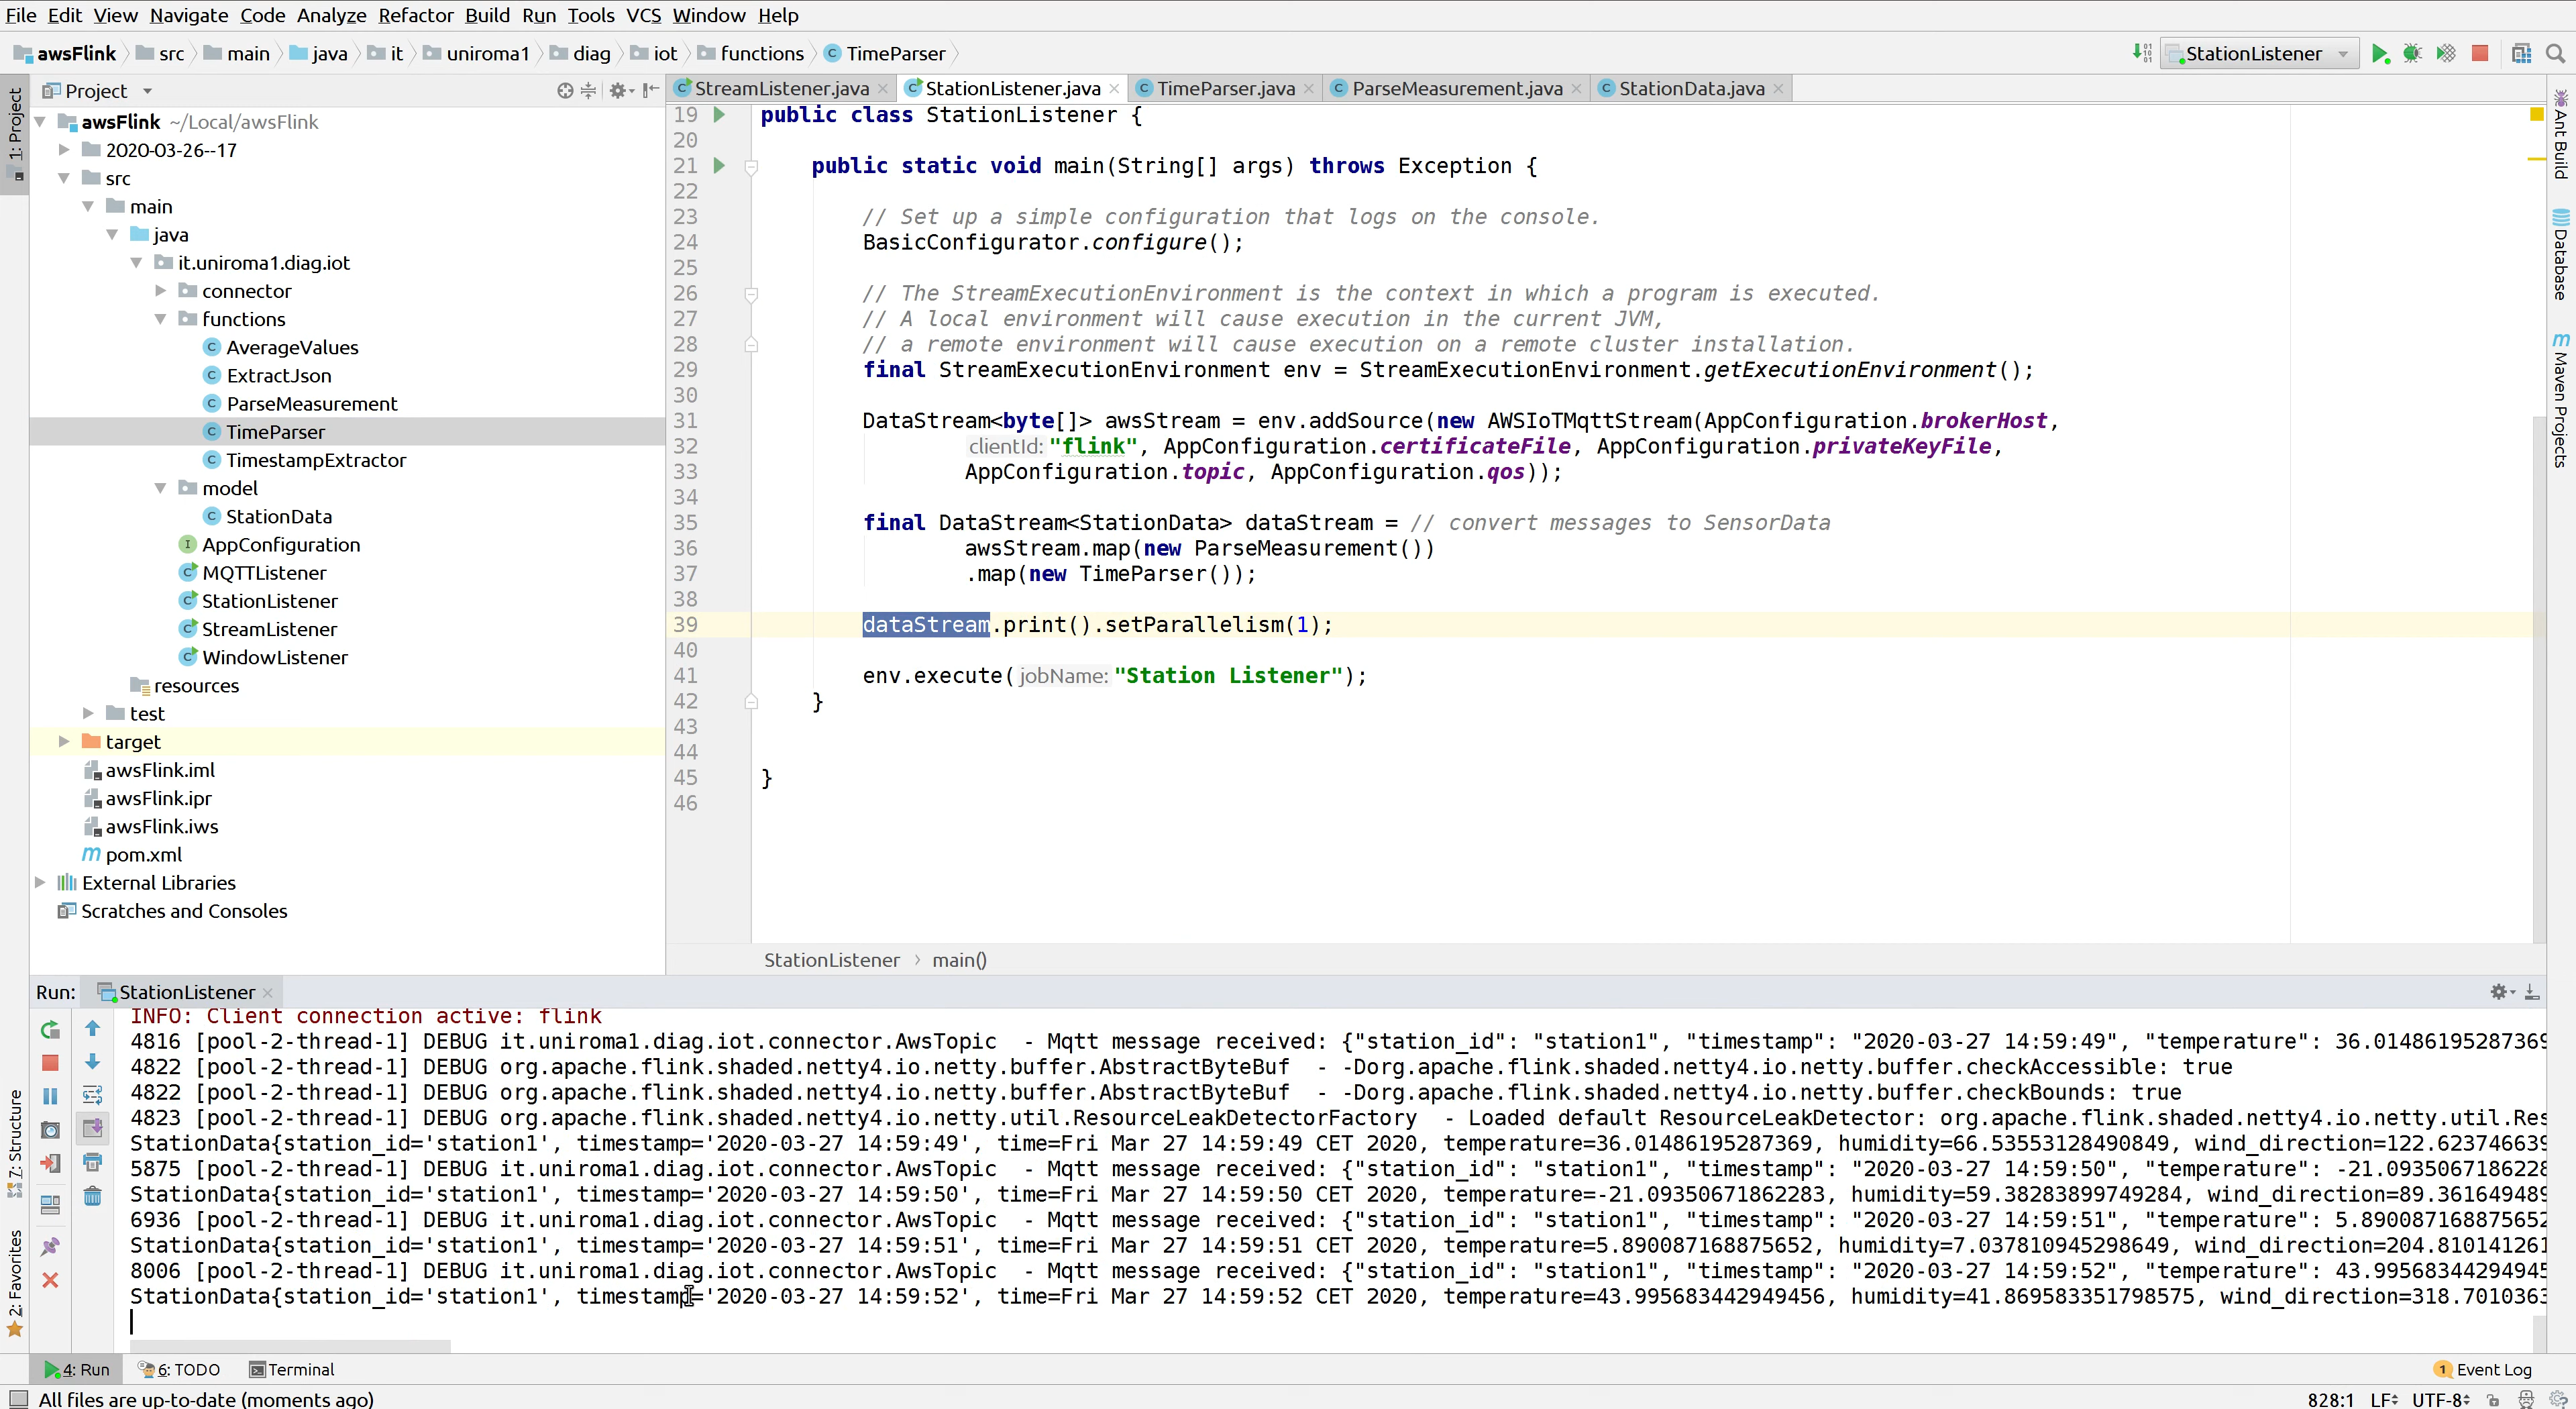 File Edit View Navigate Code Analyze Refactor Build Run Tools VCS Window Help
awsFlink src main java it uniroma1 diag iot functions TimeParser
StationListener
Project
StreamListener.java StationListener.java TimeParser.java ParseMeasurement.java StationData.java
1: Project
7: Structure
2: Favorites
awsFlink ~/Local/awsFlink
2020-03-26--17
src
main
java
it.uniroma1.diag.iot
connector
functions
AverageValues
ExtractJson
ParseMeasurement
TimeParser
TimestampExtractor
model
StationData
AppConfiguration
MQTTListener
StationListener
StreamListener
WindowListener
resources
test
target
awsFlink.iml
awsFlink.ipr
awsFlink.iws
pom.xml
External Libraries
Scratches and Consoles
19 public class StationListener {
20
21 public static void main(String[] args) throws Exception {
22
23 // Set up a simple configuration that logs on the console.
24 BasicConfigurator.configure();
25
26 // The StreamExecutionEnvironment is the context in which a program is executed.
27 // A local environment will cause execution in the current JVM,
28 // a remote environment will cause execution on a remote cluster installation.
29 final StreamExecutionEnvironment env = StreamExecutionEnvironment.getExecutionEnvironment();
30
31 DataStream<byte[]> awsStream = env.addSource(new AWSIoTMqttStream(AppConfiguration.brokerHost,
32 clientId: "flink", AppConfiguration.certificateFile, AppConfiguration.privateKeyFile,
33 AppConfiguration.topic, AppConfiguration.qos));
34
35 final DataStream<StationData> dataStream = // convert messages to SensorData
36 awsStream.map(new ParseMeasurement())
37 .map(new TimeParser());
38
39 dataStream.print().setParallelism(1);
40
41 env.execute( jobName: "Station Listener");
42 }
43
44
45 }
46
StationListener › main()
Ant Build
Database
Maven Projects
Run: StationListener
INFO: Client connection active: flink
4816 [pool-2-thread-1] DEBUG it.uniroma1.diag.iot.connector.AwsTopic - Mqtt message received: {"station_id": "station1", "timestamp": "2020-03-27 14:59:49", "temperature": 36.01486195287369
4822 [pool-2-thread-1] DEBUG org.apache.flink.shaded.netty4.io.netty.buffer.AbstractByteBuf - -Dorg.apache.flink.shaded.netty4.io.netty.buffer.checkAccessible: true
4822 [pool-2-thread-1] DEBUG org.apache.flink.shaded.netty4.io.netty.buffer.AbstractByteBuf - -Dorg.apache.flink.shaded.netty4.io.netty.buffer.checkBounds: true
4823 [pool-2-thread-1] DEBUG org.apache.flink.shaded.netty4.io.netty.util.ResourceLeakDetectorFactory - Loaded default ResourceLeakDetector: org.apache.flink.shaded.netty4.io.netty.util.Res
StationData{station_id='station1', timestamp='2020-03-27 14:59:49', time=Fri Mar 27 14:59:49 CET 2020, temperature=36.01486195287369, humidity=66.53553128490849, wind_direction=122.623746639
5875 [pool-2-thread-1] DEBUG it.uniroma1.diag.iot.connector.AwsTopic - Mqtt message received: {"station_id": "station1", "timestamp": "2020-03-27 14:59:50", "temperature": -21.0935067186228
StationData{station_id='station1', timestamp='2020-03-27 14:59:50', time=Fri Mar 27 14:59:50 CET 2020, temperature=-21.09350671862283, humidity=59.38283899749284, wind_direction=89.361649489
6936 [pool-2-thread-1] DEBUG it.uniroma1.diag.iot.connector.AwsTopic - Mqtt message received: {"station_id": "station1", "timestamp": "2020-03-27 14:59:51", "temperature": 5.890087168875652
StationData{station_id='station1', timestamp='2020-03-27 14:59:51', time=Fri Mar 27 14:59:51 CET 2020, temperature=5.890087168875652, humidity=7.037810945298649, wind_direction=204.810141261
8006 [pool-2-thread-1] DEBUG it.uniroma1.diag.iot.connector.AwsTopic - Mqtt message received: {"station_id": "station1", "timestamp": "2020-03-27 14:59:52", "temperature": 43.99568344294945
StationData{station_id='station1', timestamp='2020-03-27 14:59:52', time=Fri Mar 27 14:59:52 CET 2020, temperature=43.995683442949456, humidity=41.869583351798575, wind_direction=318.7010363
4: Run 6: TODO Terminal 1 Event Log
All files are up-to-date (moments ago) 828:1 LF UTF-8